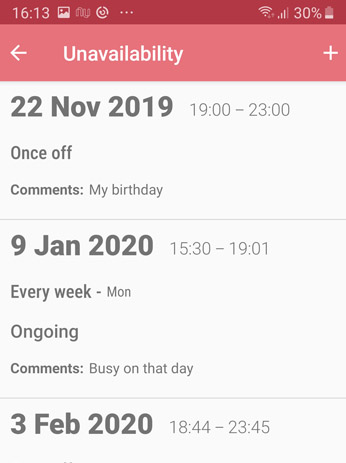 16:13 30%
Unavailability
22 Nov 2019 19:00 – 23:00
Once off
Comments: My birthday
9 Jan 2020 15:30 – 19:01
Every week - Mon
Ongoing
Comments: Busy on that day
3 Feb 2020 18:44 – 23:45